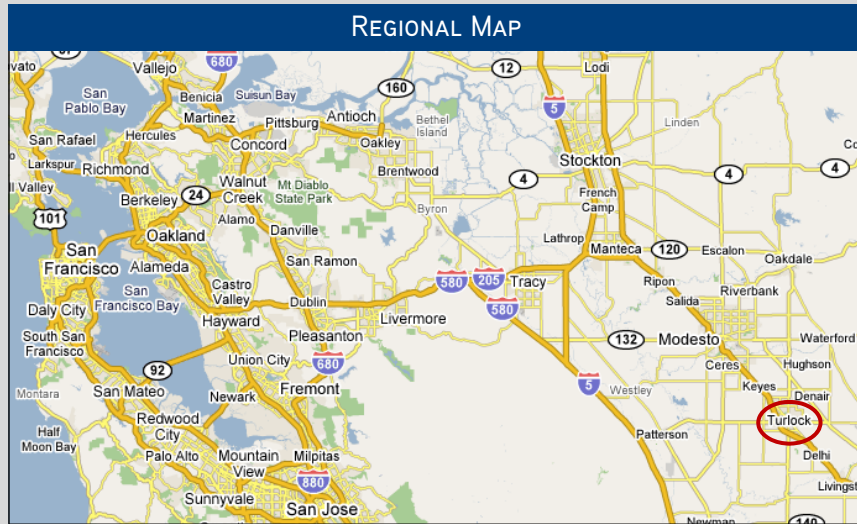 REGIONAL MAP
37
680
Vallejo
12
Lodi
Benicia
Suisun Bay
160
San
Pablo Bay
Martinez
Pittsburg
Antioch
5
Bethel
Island
Linden
Hercules
San Rafael
Concord
Oakley
Larkspur
Richmond
Brentwood
Stockton
Walnut
Creek
Mt Diablo
State Park
24
4
4
4
Berkeley
French
Camp
Byron
101
Alamo
Danville
Oakland
Lathrop
Manteca
120
Escalon
San
Francisco
Alameda
San Ramon
Oakdale
580
205
Tracy
Ripon
San
Francisco Bay
Castro
Valley
Dublin
Riverbank
Salida
Daly City
Hayward
Livermore
580
South San
Francisco
Pleasanton
132
Modesto
Waterford
Union City
680
Ceres
Hughson
92
Fremont
5
Westley
Keyes
Montara
San Mateo
Newark
Denair
Redwood
City
Turlock
Half
Moon Bay
Patterson
Palo Alto
Mountain
View
Milpitas
Delhi
880
Sunnyvale
San Jose
Livingst
Newman
140